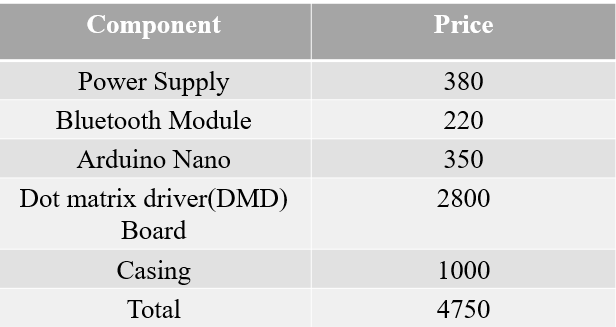 Component Price
Power Supply 380
Bluetooth Module 220
Arduino Nano 350
Dot matrix driver(DMD) 2800
Board
Casing 1000
Total 4750